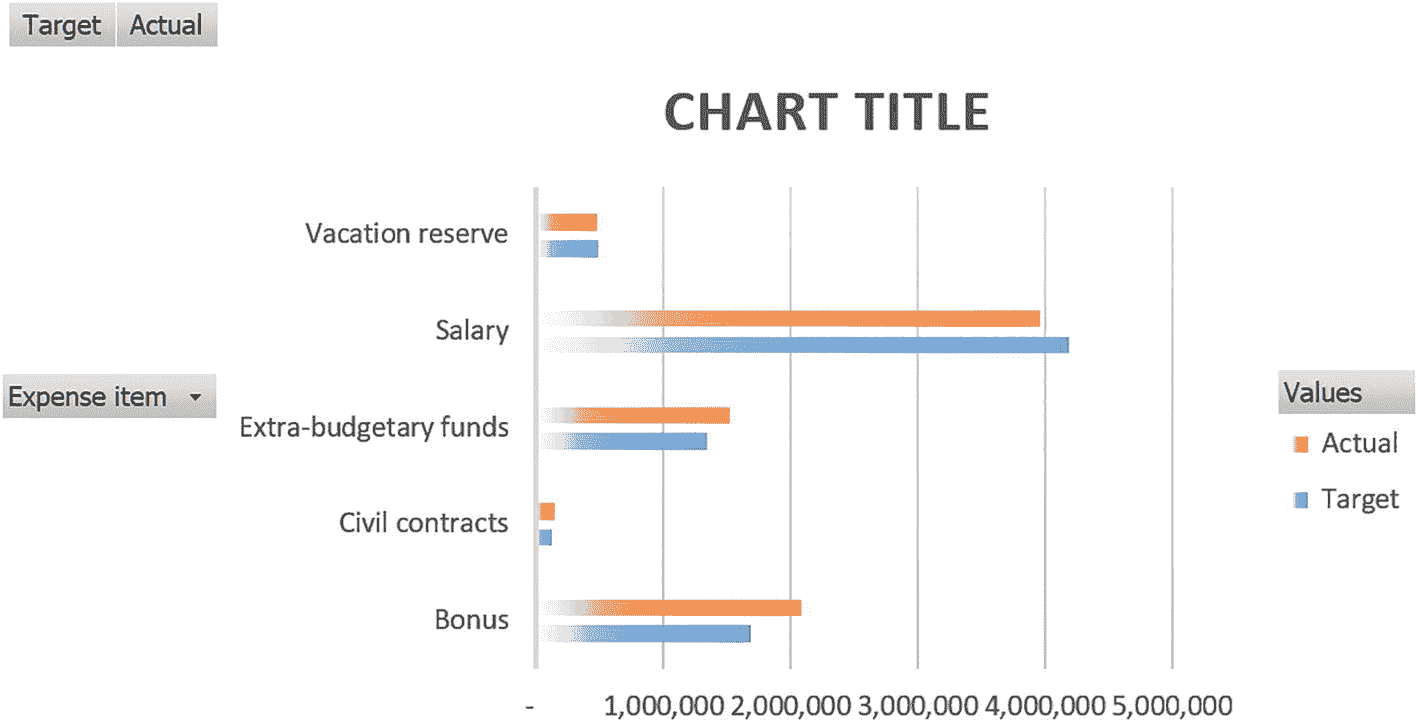 Target Actual
CHART TITLE
Vacation reserve
Salary
Expense item
Extra-budgetary funds
Civil contracts
Bonus
Values
Actual
Target
- 1,000,000 2,000,000 3,000,000 4,000,000 5,000,000